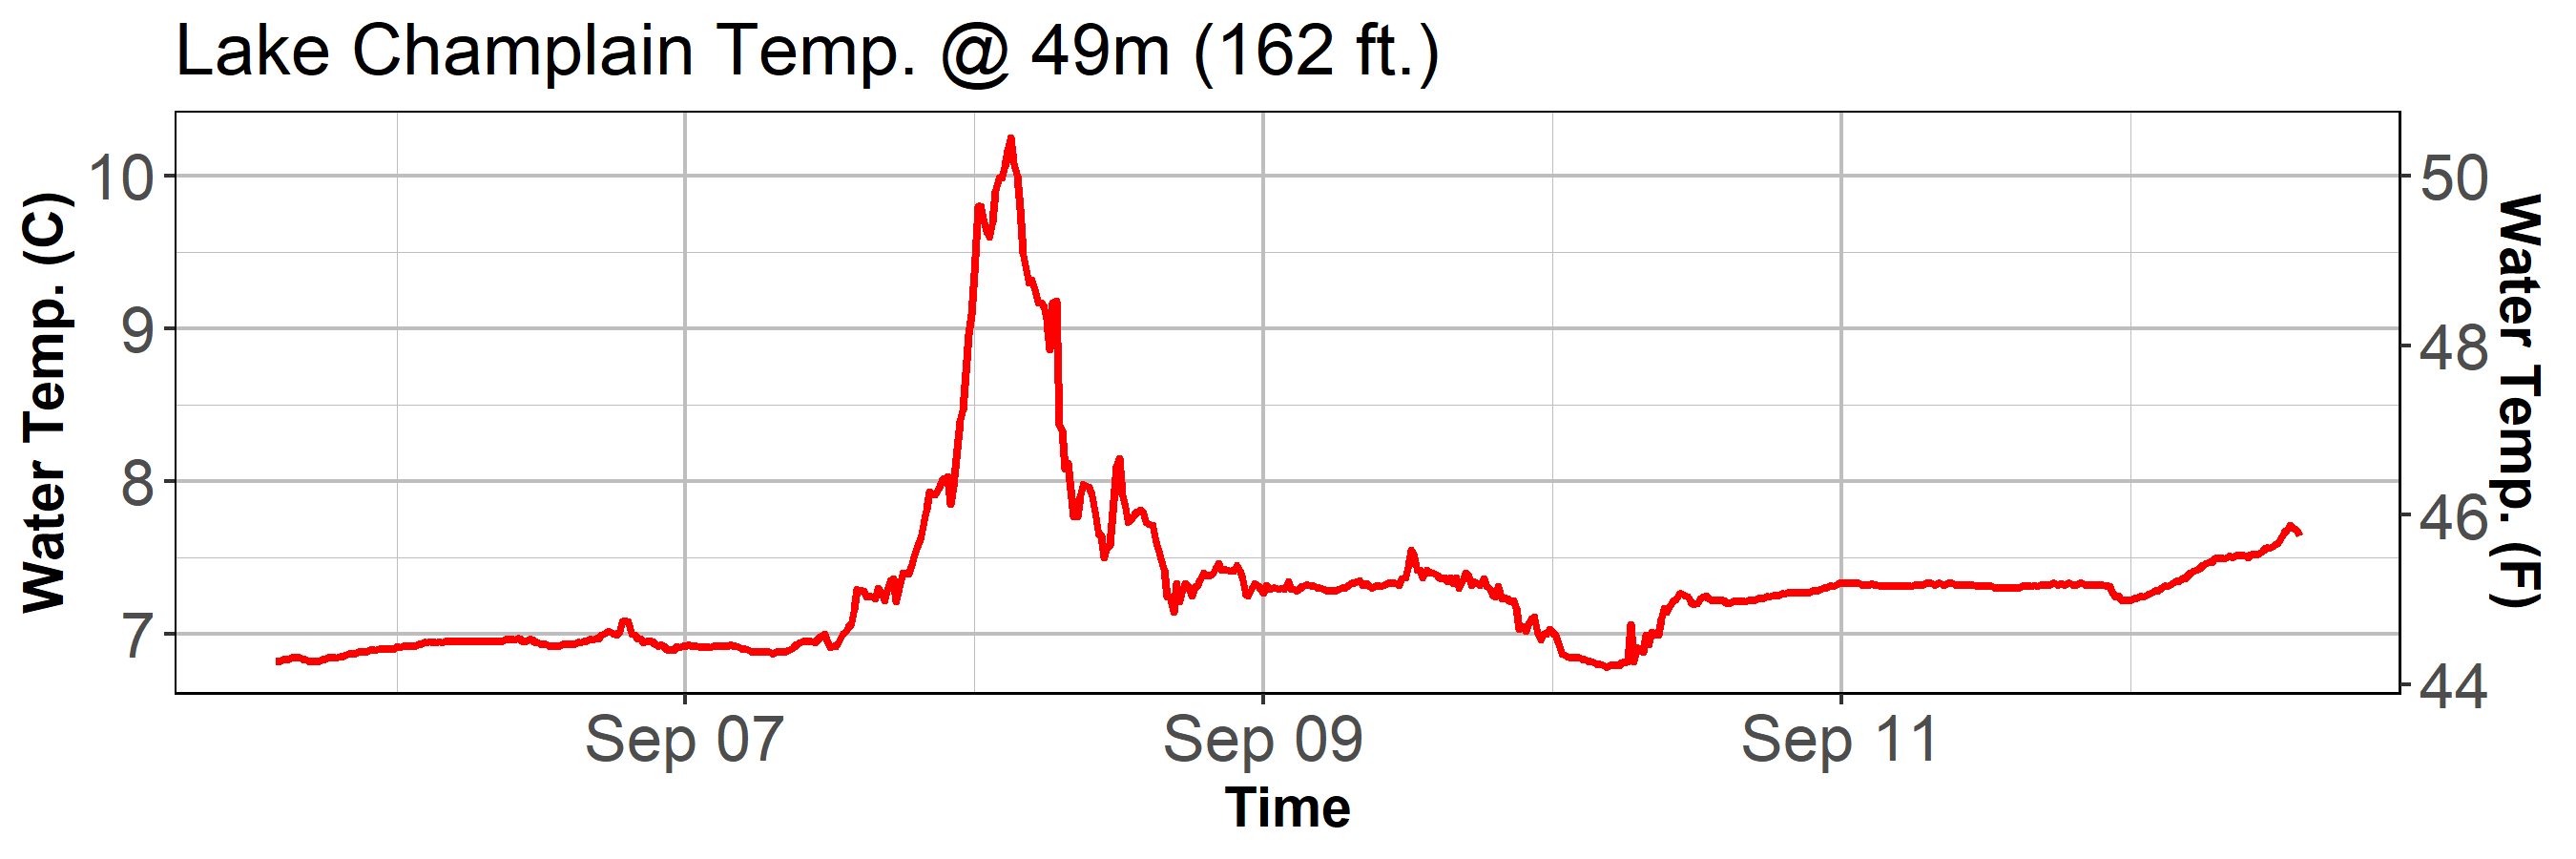 Lake Champlain Temp. @ 49m (162 ft.)
Water Temp. (C)
10
9
8
7
50
48
46
44
Water Temp. (F)
Sep 07
Sep 09
Sep 11
Time